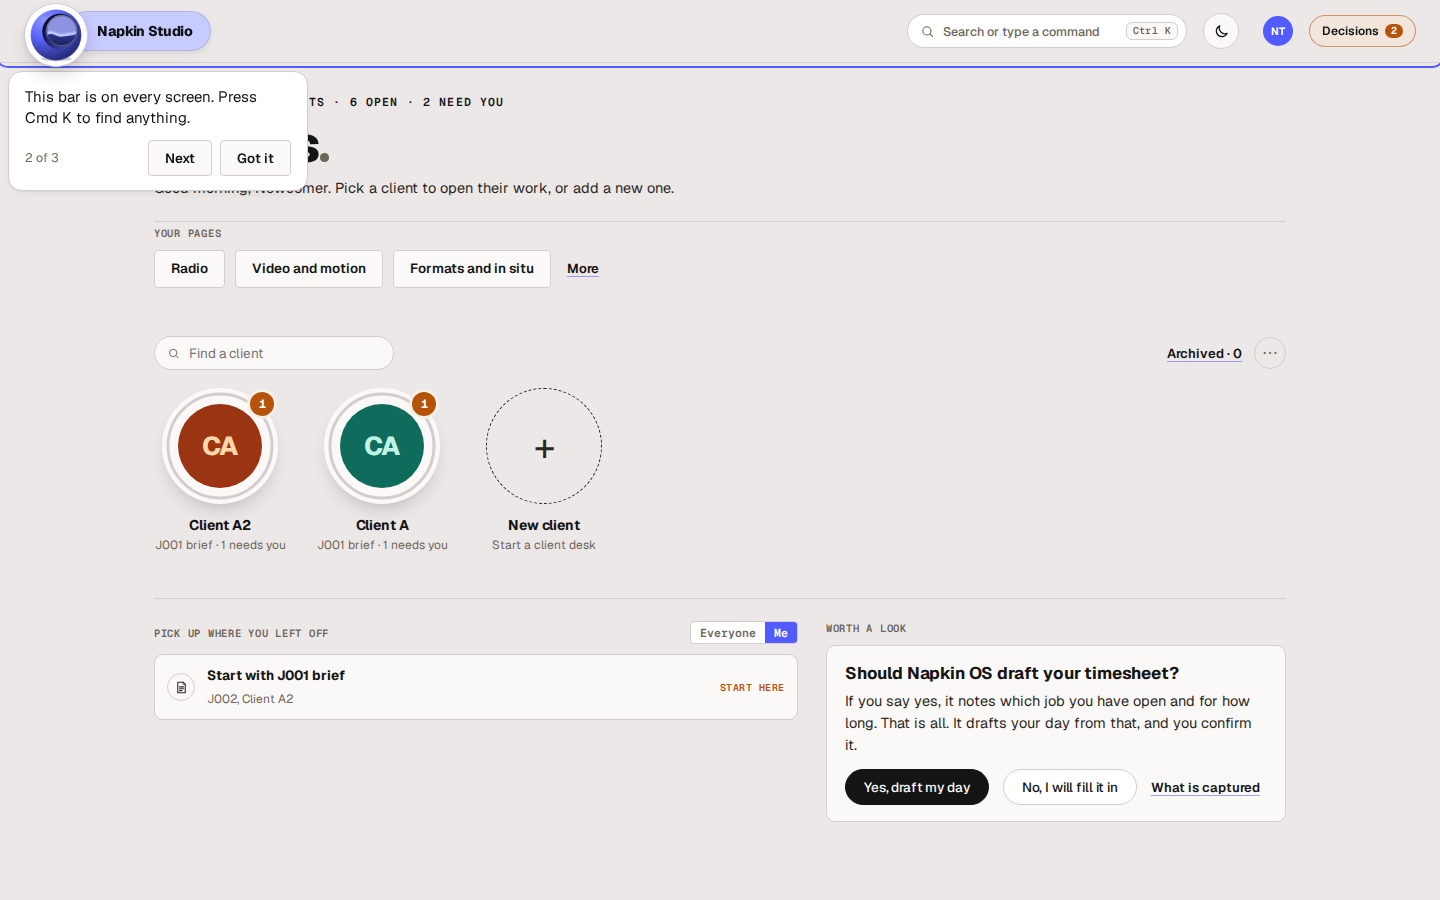 Napkin Studio
Search or type a command
Ctrl K
NT
Decisions 2
This bar is on every screen. Press
Cmd K to find anything.
2 of 3
Next
Got it
TS · 6 OPEN · 2 NEED YOU
s.
Good morning, Newcomer. Pick a client to open their work, or add a new one.
YOUR PAGES
Radio
Video and motion
Formats and in situ
More
Find a client
Archived · 0
CA
1
CA
1
+
Client A2
Client A
New client
J001 brief · 1 needs you
J001 brief · 1 needs you
Start a client desk
PICK UP WHERE YOU LEFT OFF
Everyone
Me
Start with J001 brief
J002, Client A2
START HERE
WORTH A LOOK
Should Napkin OS draft your timesheet?
If you say yes, it notes which job you have open and for how
long. That is all. It drafts your day from that, and you confirm
it.
Yes, draft my day
No, I will fill it in
What is captured